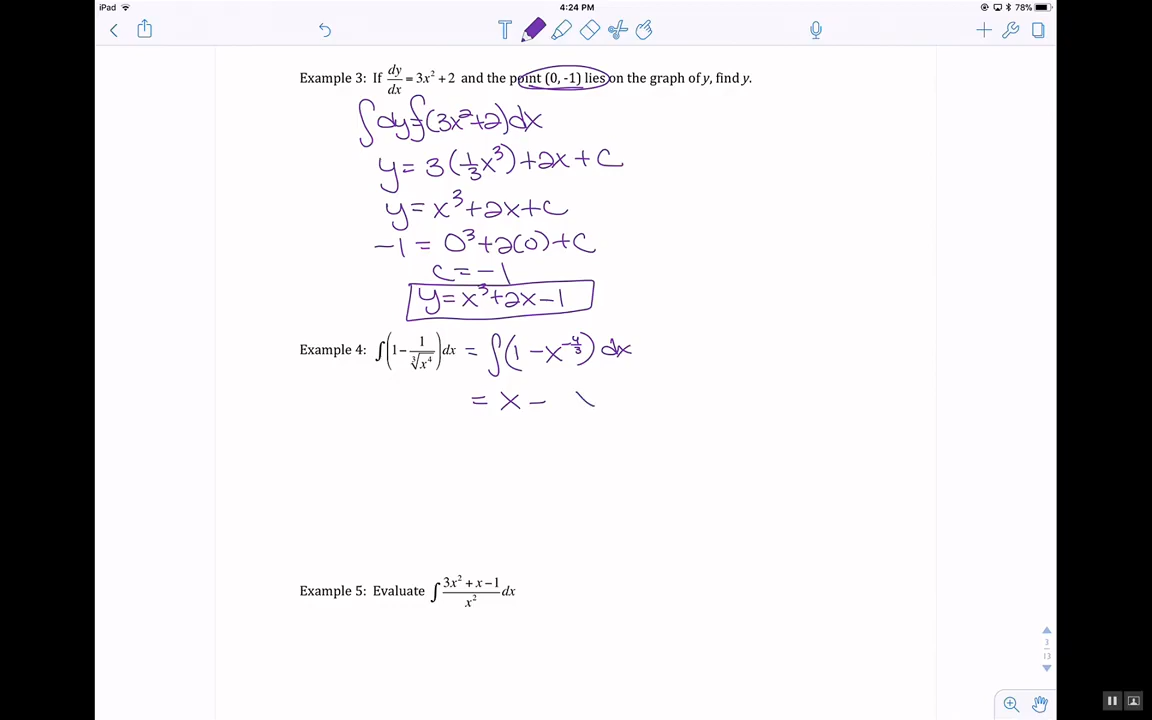 iPad 4:24 PM 78%
T
Example 3: If dy/dx = 3x² + 2 and the point (0, -1) lies on the graph of y, find y.
∫dy = ∫(3x²+2)dx
y = 3(1/3 x³) + 2x + C
y = x³ + 2x + C
-1 = 0³ + 2(0) + C
C = -1
y = x³ + 2x - 1
Example 4: ∫(1 - 1/∛x⁴)dx = ∫(1 - x^(-4/3)) dx
= x -
Example 5: Evaluate ∫ (3x² + x - 1)/x² dx
3
13